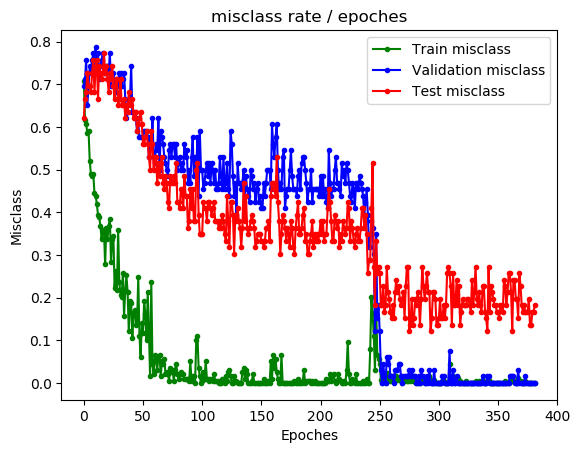 misclass rate / epoches
Train misclass
Validation misclass
Test misclass
Misclass
0.8
0.7
0.6
0.5
0.4
0.3
0.2
0.1
0.0
0 50 100 150 200 250 300 350 400
Epoches